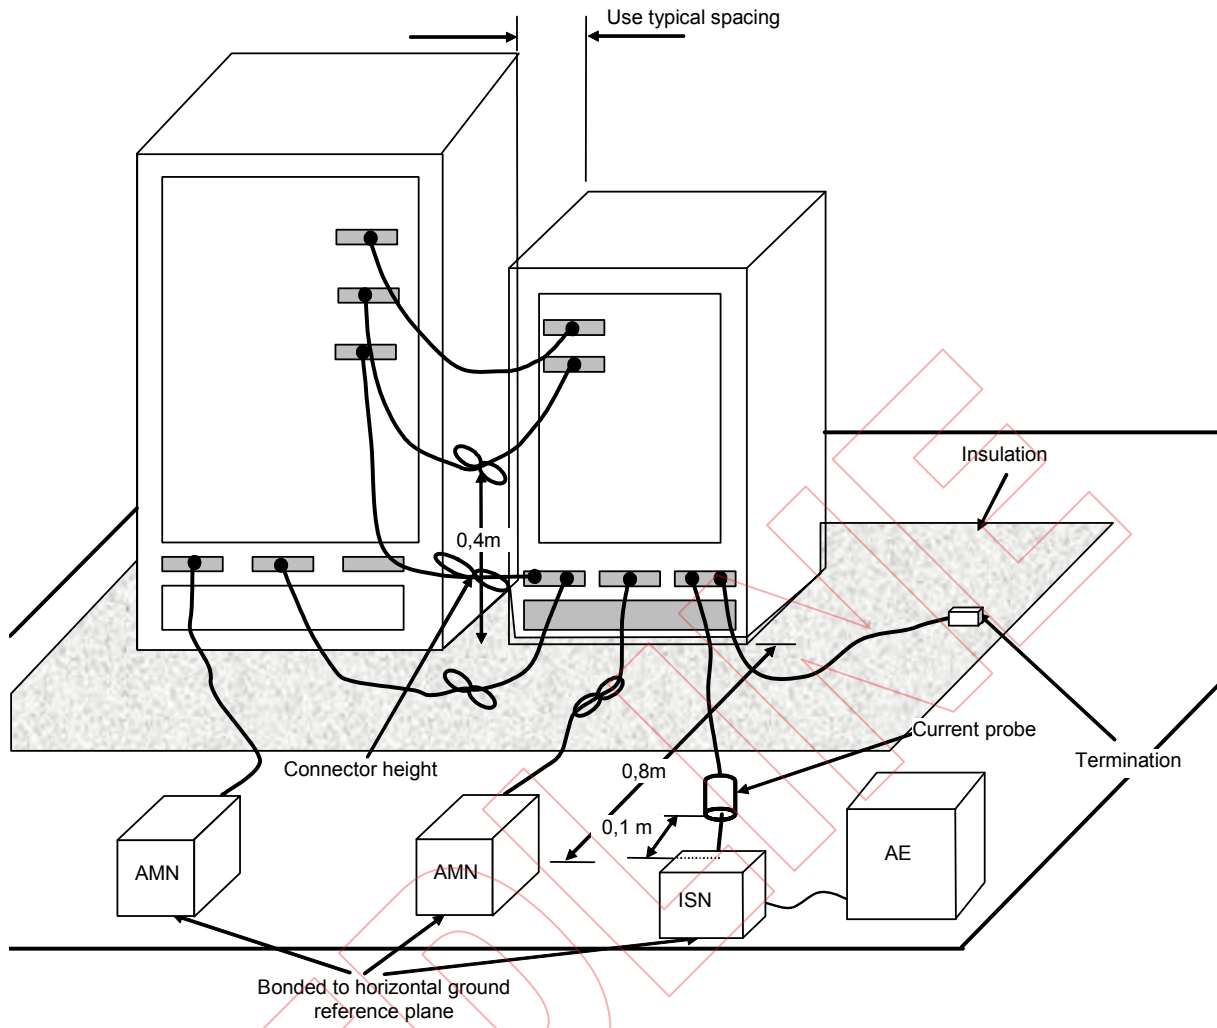 Use typical spacing
Insulation
0,4m
Current probe
Connector height
0,8m
Termination
0,1 m
AMN
AMN
ISN
AE
Bonded to horizontal ground
reference plane